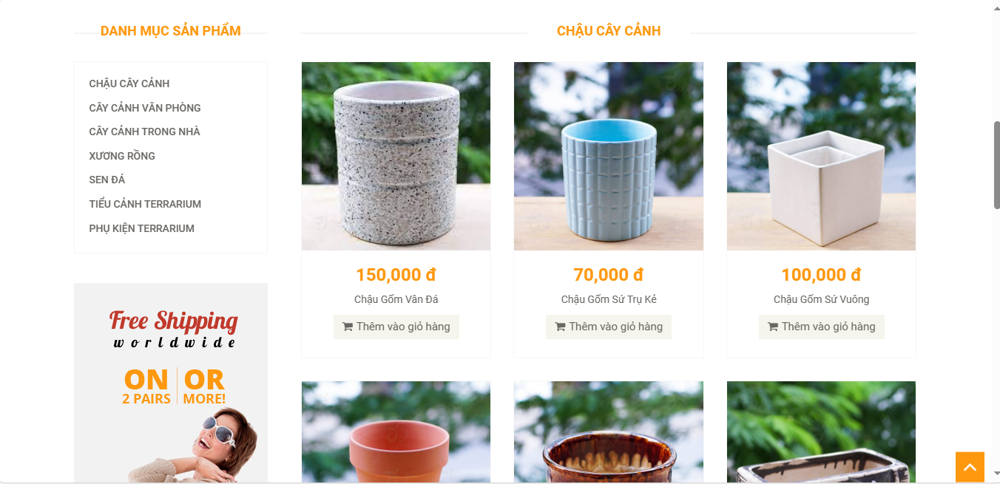 DANH MỤC SẢN PHẨM
CHẬU CÂY CẢNH
CÂY CẢNH VĂN PHÒNG
CÂY CẢNH TRONG NHÀ
XƯƠNG RỒNG
SEN ĐÁ
TIỂU CẢNH TERRARIUM
PHỤ KIỆN TERRARIUM
Free Shipping
worldwide
ON OR
2 PAIRS MORE!
CHẬU CÂY CẢNH
150,000 đ
Chậu Gốm Vân Đá
Thêm vào giỏ hàng
70,000 đ
Chậu Gốm Sứ Trụ Kẻ
Thêm vào giỏ hàng
100,000 đ
Chậu Gốm Sứ Vuông
Thêm vào giỏ hàng